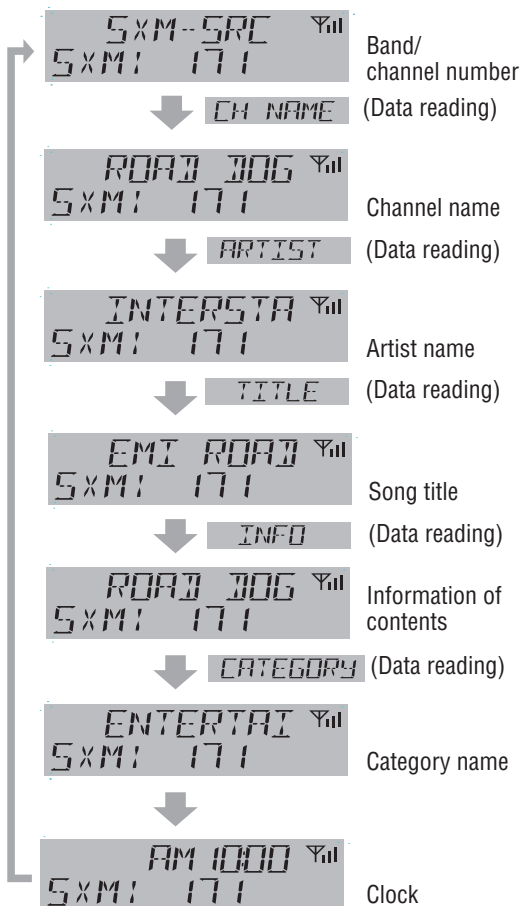 SXM--SRC
SXM1 171
Band/
channel number
CH NAME (Data reading)
ROAD DOG
SXM1 171
Channel name
ARTIST (Data reading)
INTERSTA
SXM1 171
Artist name
TITLE (Data reading)
EMI ROAD
SXM1 171
Song title
INFO (Data reading)
ROAD DOG
SXM1 171
Information of
contents
CATEGORY (Data reading)
ENTERTAI
SXM1 171
Category name
AM 10:00
SXM1 171
Clock